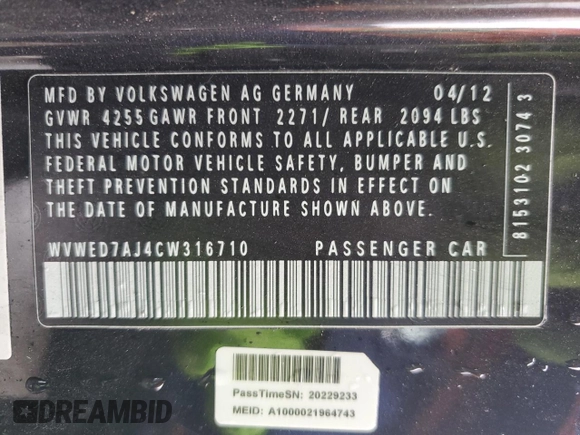 MFD BY VOLKSWAGEN AG GERMANY 04/12
GVWR 4255 GAWR FRONT 2271/ REAR 2094 LBS
THIS VEHICLE CONFORMS TO ALL APPLICABLE U.S.
FEDERAL MOTOR VEHICLE SAFETY, BUMPER AND
THEFT PREVENTION STANDARDS IN EFFECT ON
THE DATE OF MANUFACTURE SHOWN ABOVE.
WVWED7AJ4CW316710 PASSENGER CAR
8153102 3074 3
PassTimeSN: 20229233
MEID: A1000021964743
DREAMBID